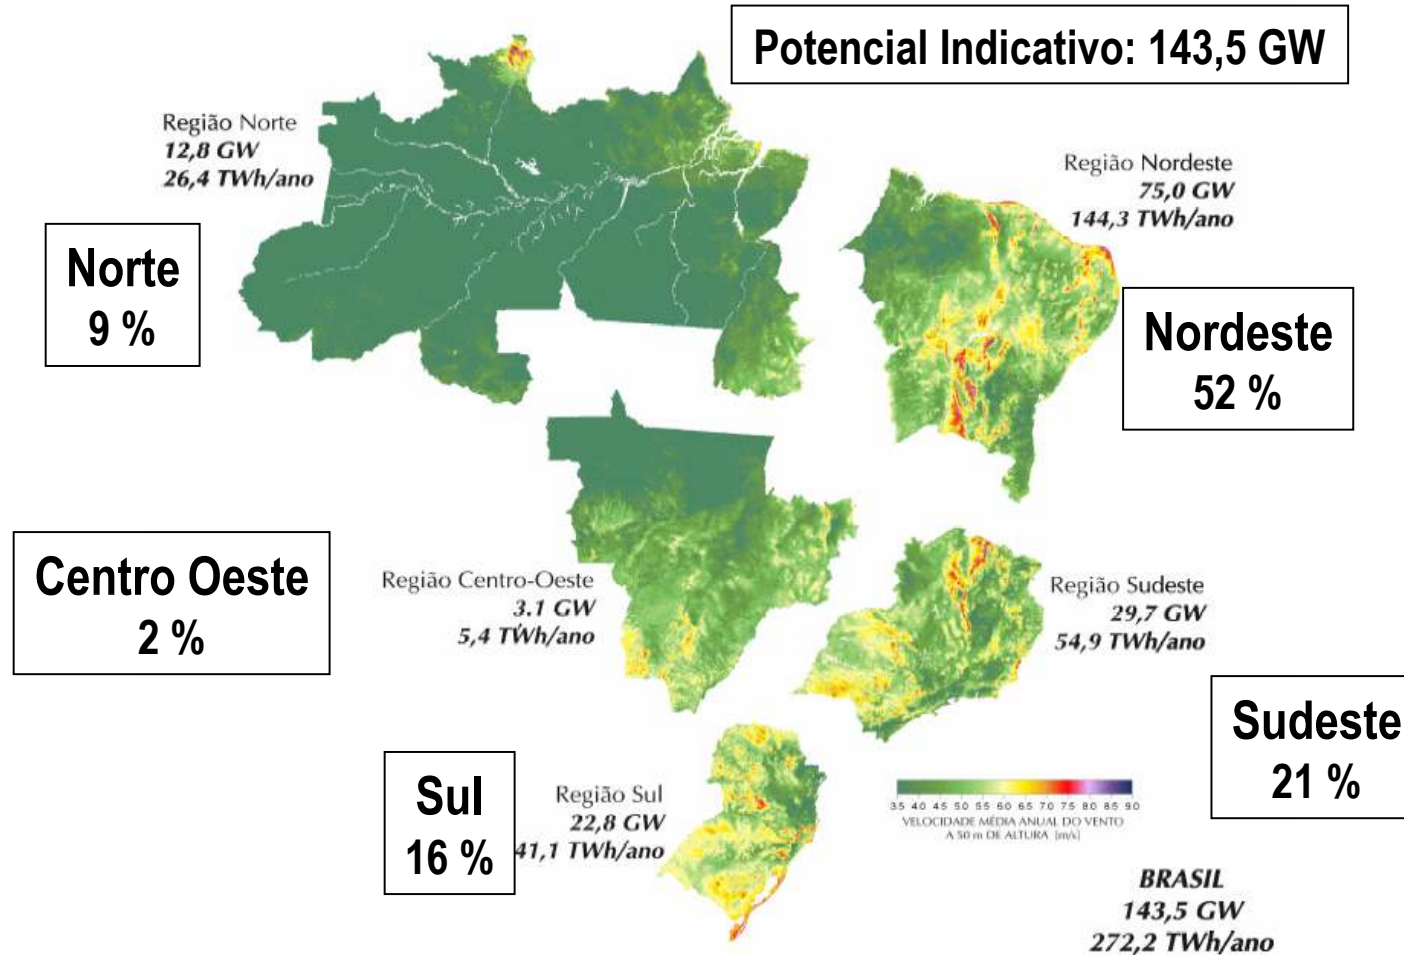 Potencial Indicativo: 143,5 GW
Região Norte
12,8 GW
26,4 TWh/ano
Norte
9 %
Região Nordeste
75,0 GW
144,3 TWh/ano
Nordeste
52 %
Centro Oeste
2 %
Região Centro-Oeste
3.1 GW
5,4 TWh/ano
Região Sudeste
29,7 GW
54,9 TWh/ano
Sudeste
21 %
Sul
16 %
Região Sul
22,8 GW
41,1 TWh/ano
3.5 4.0 4.5 5.0 5.5 6.0 6.5 7.0 7.5 8.0 8.5 9.0
VELOCIDADE MÉDIA ANUAL DO VENTO
A 50 m DE ALTURA [m/s]
BRASIL
143,5 GW
272,2 TWh/ano